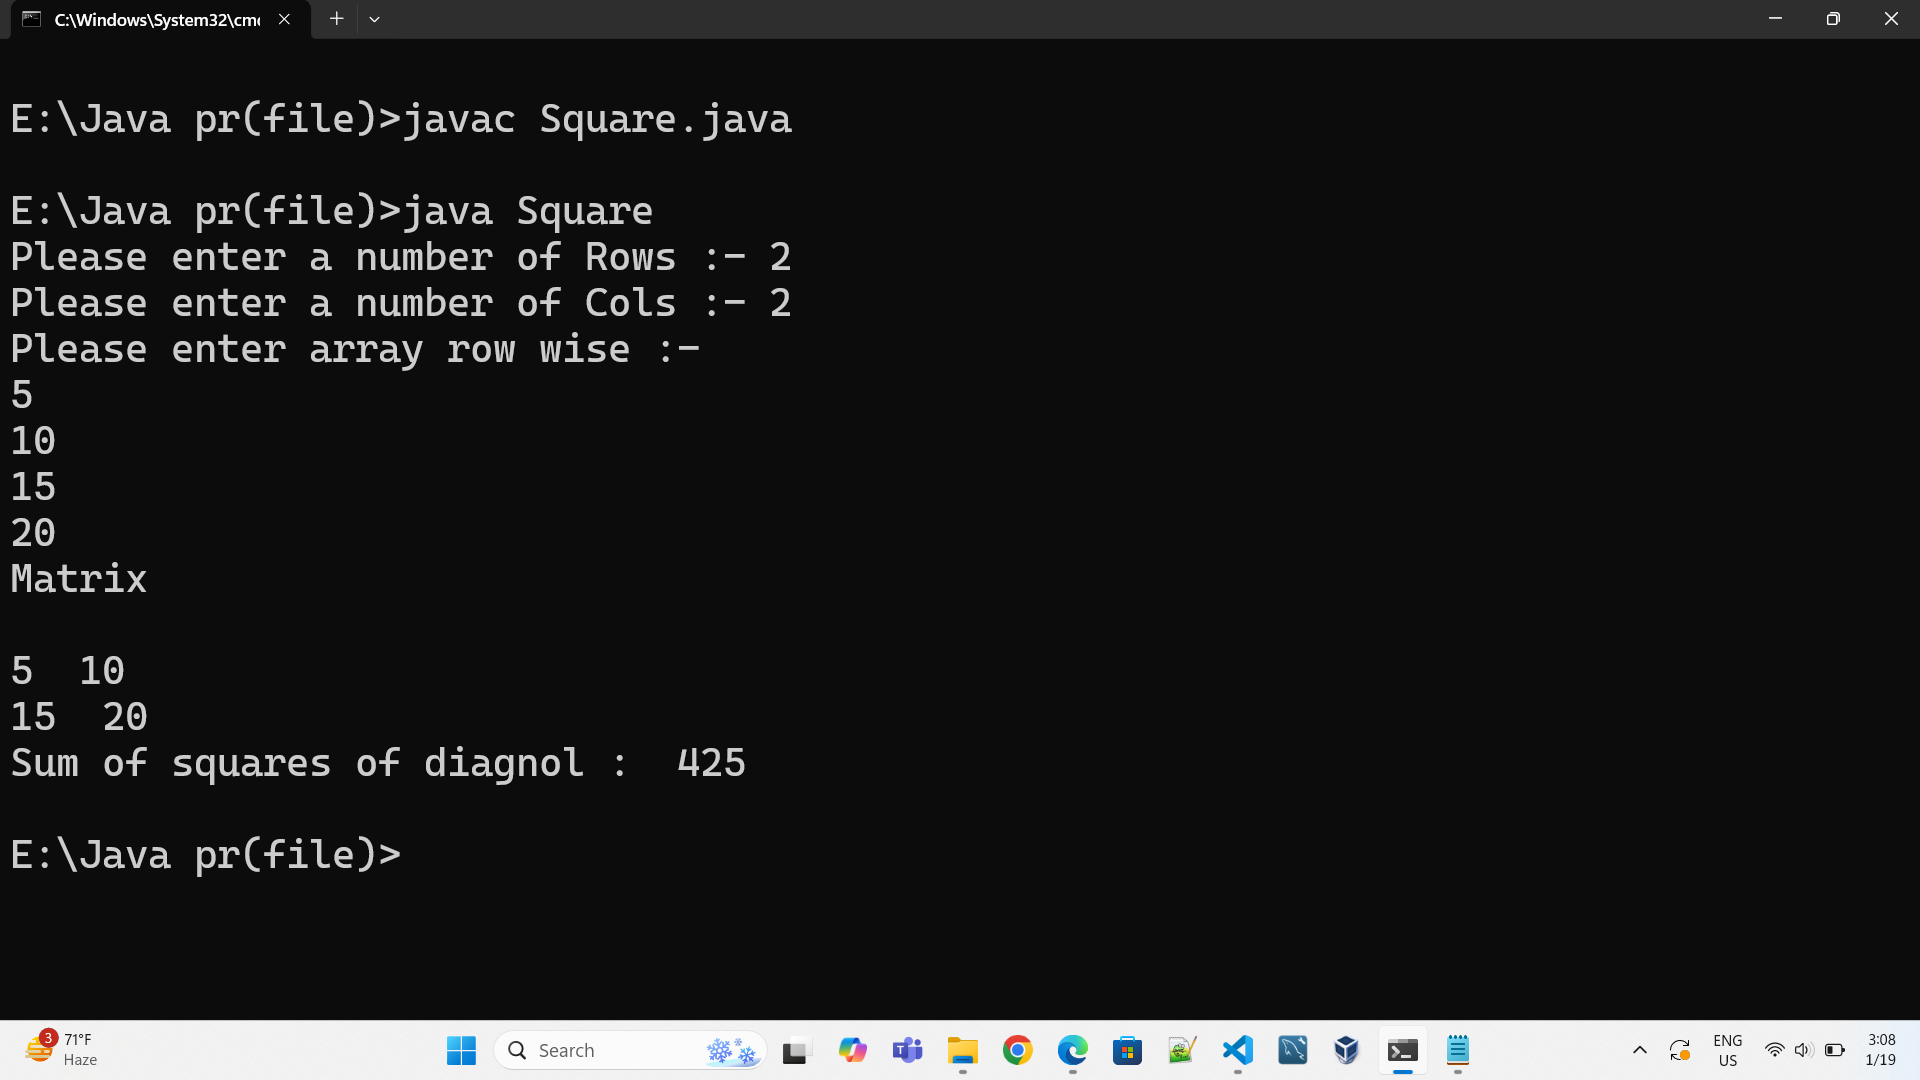 C:\Windows\System32\cmd
E:\Java pr(file)>javac Square.java
E:\Java pr(file)>java Square
Please enter a number of Rows :- 2
Please enter a number of Cols :- 2
Please enter array row wise :-
5
10
15
20
Matrix
5  10
15  20
Sum of squares of diagnol :  425
E:\Java pr(file)>
3
71°F
Haze
Search
ENG
US
3:08
1/19